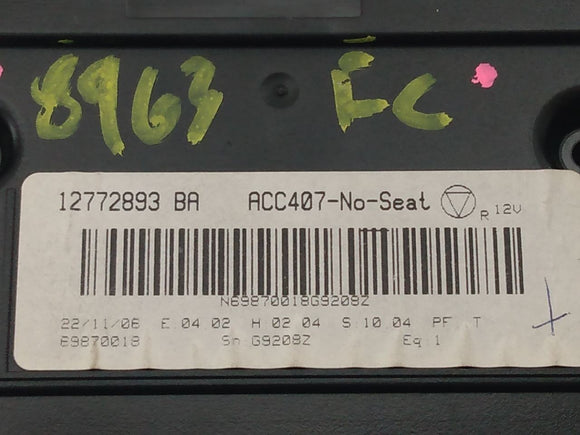 8963 EC
12772893 BA ACC407-No-Seat R 12V
N69870018G9208Z
22/11/06 E 04 02 H 02 04 S 10 04 PF T
69870018 Sn G9208Z Eq 1